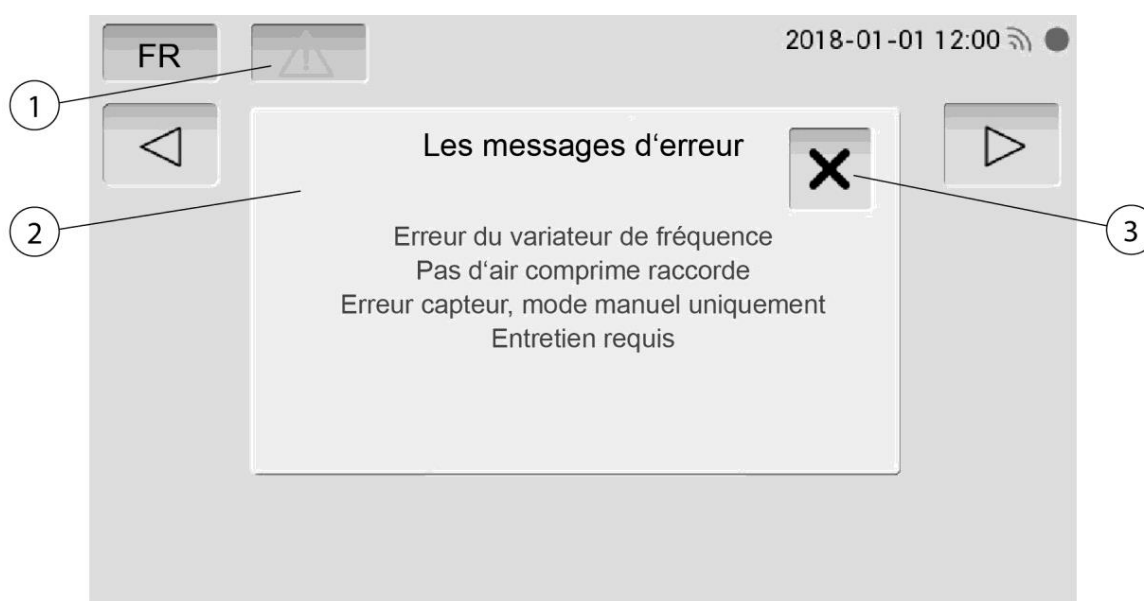 FR
2018-01-01 12:00
1
Les messages d‘erreur
2
3
Erreur du variateur de fréquence
Pas d‘air comprime raccorde
Erreur capteur, mode manuel uniquement
Entretien requis